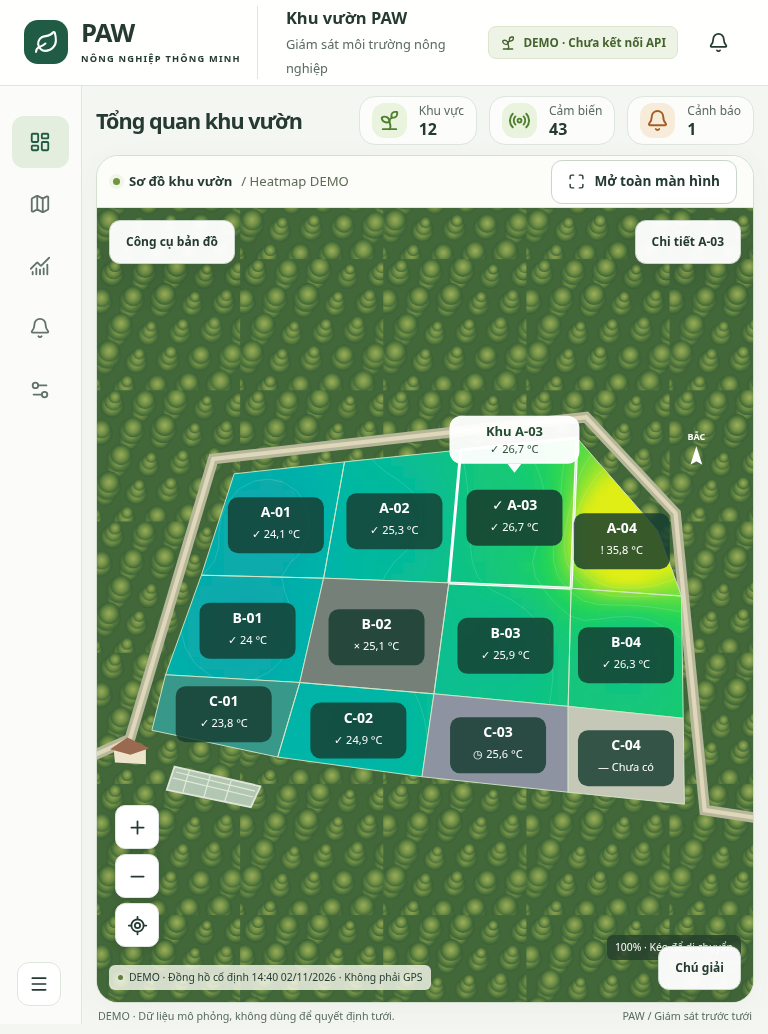 PAW
NÔNG NGHIỆP THÔNG MINH
Khu vườn PAW
Giám sát môi trường nông
nghiệp
DEMO · Chưa kết nối API
Tổng quan khu vườn
Khu vực
12
Cảm biến
43
Cảnh báo
1
Sơ đồ khu vườn / Heatmap DEMO
Mở toàn màn hình
Công cụ bản đồ
Chi tiết A-03
Khu A-03
✓ 26,7 °C
BẮC
A-01
✓ 24,1 °C
A-02
✓ 25,3 °C
✓ A-03
✓ 26,7 °C
A-04
! 35,8 °C
B-01
✓ 24 °C
B-02
× 25,1 °C
B-03
✓ 25,9 °C
B-04
✓ 26,3 °C
C-01
✓ 23,8 °C
C-02
✓ 24,9 °C
C-03
◷ 25,6 °C
C-04
— Chưa có
100% · Kéo để di chuyển
Chú giải
DEMO · Đồng hồ cố định 14:40 02/11/2026 · Không phải GPS
DEMO · Dữ liệu mô phỏng, không dùng để quyết định tưới.
PAW / Giám sát trước tưới